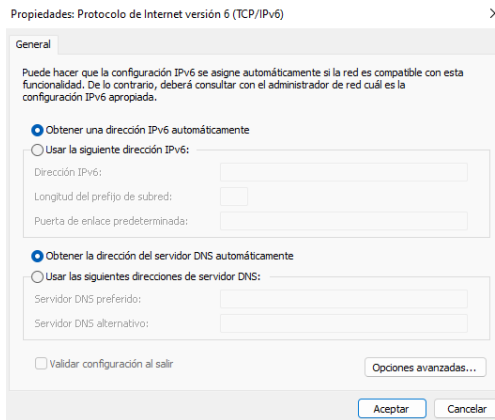 Propiedades: Protocolo de Internet versión 6 (TCP/IPv6)
General
Puede hacer que la configuración IPv6 se asigne automáticamente si la red es compatible con esta
funcionalidad. De lo contrario, deberá consultar con el administrador de red cuál es la
configuración IPv6 apropiada.
Obtener una dirección IPv6 automáticamente
Usar la siguiente dirección IPv6:
Dirección IPv6:
Longitud del prefijo de subred:
Puerta de enlace predeterminada:
Obtener la dirección del servidor DNS automáticamente
Usar las siguientes direcciones de servidor DNS:
Servidor DNS preferido:
Servidor DNS alternativo:
Validar configuración al salir
Opciones avanzadas...
Aceptar Cancelar